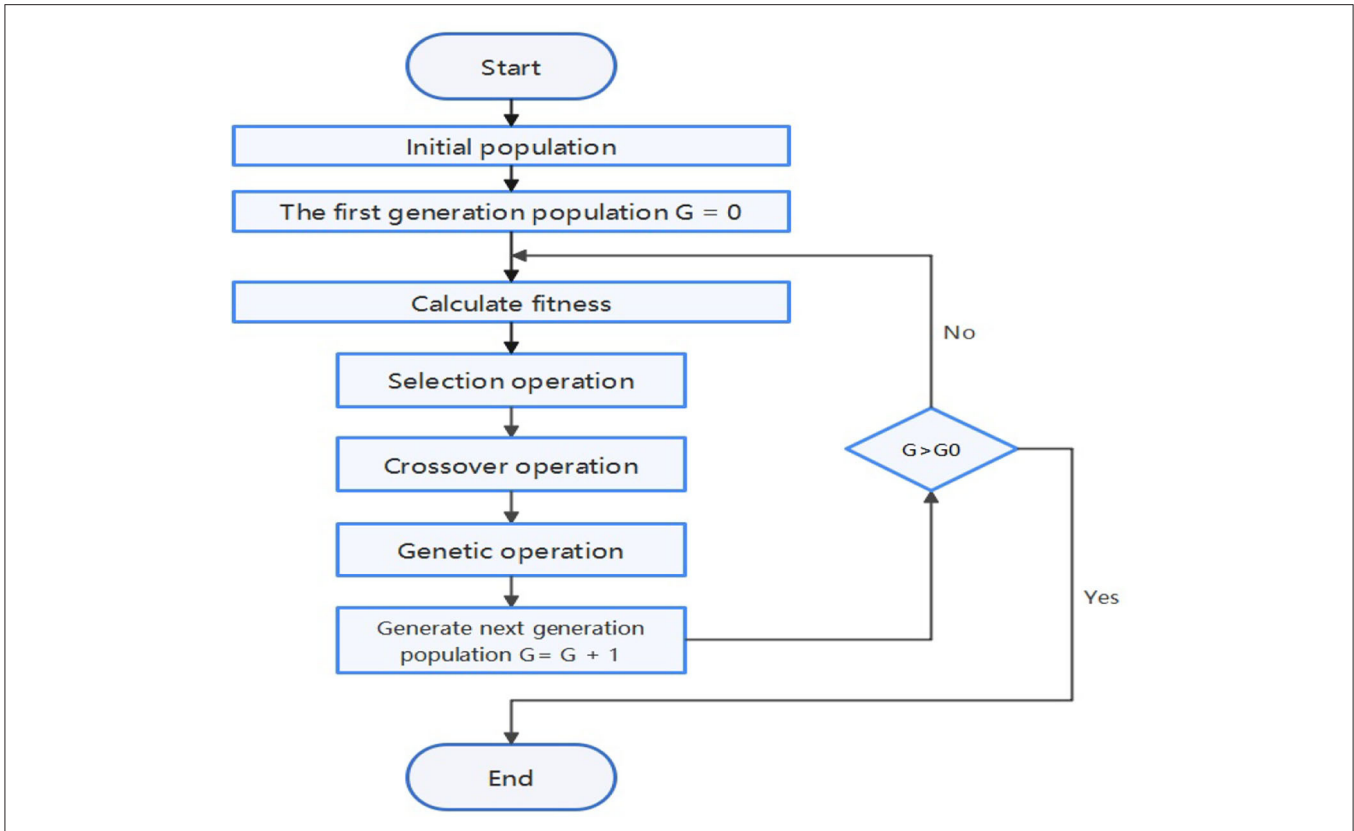 Start
Initial population
The first generation population G = 0
Calculate fitness
No
Selection operation
G>G0
Crossover operation
Genetic operation
Yes
Generate next generation
population G= G + 1
End